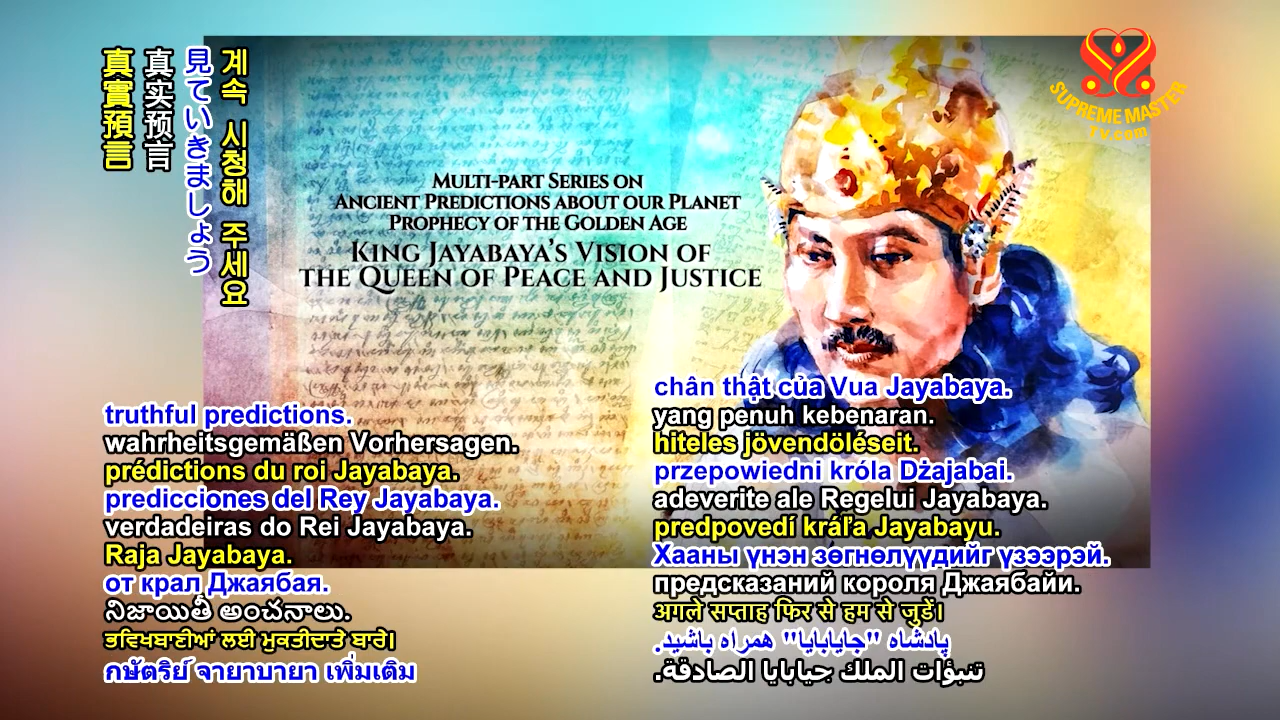 真實預言
真实预言
見ていきましょう
계속 시청해 주세요
SUPREME MASTER
TV.com
MULTI-PART SERIES ON
ANCIENT PREDICTIONS ABOUT OUR PLANET
PROPHECY OF THE GOLDEN AGE
KING JAYABAYA'S VISION OF
THE QUEEN OF PEACE AND JUSTICE
truthful predictions.
wahrheitsgemäßen Vorhersagen.
prédictions du roi Jayabaya.
predicciones del Rey Jayabaya.
verdadeiras do Rei Jayabaya.
Raja Jayabaya.
от крал Джаябая.
నిజాయితీ అంచనాలు.
ਭਵਿਖਬਾਣੀਆਂ ਲਈ ਮੁਕਤੀਦਾਤੇ ਬਾਰੇ।
กษัตริย์ จายาบายา เพิ่มเติม
chân thật của Vua Jayabaya.
yang penuh kebenaran.
hiteles jövendöléseit.
przepowiedni króla Dżajabai.
adeverite ale Regelui Jayabaya.
predpovedí kráľa Jayabayu.
Хааны үнэн зөгнөлүүдийг үзээрэй.
предсказаний короля Джаябайи.
अगले सप्ताह फिर से हम से जुड़ें।
پادشاه "جایابایا" همراه باشید.
تنبؤات الملك جيابايا الصادقة.